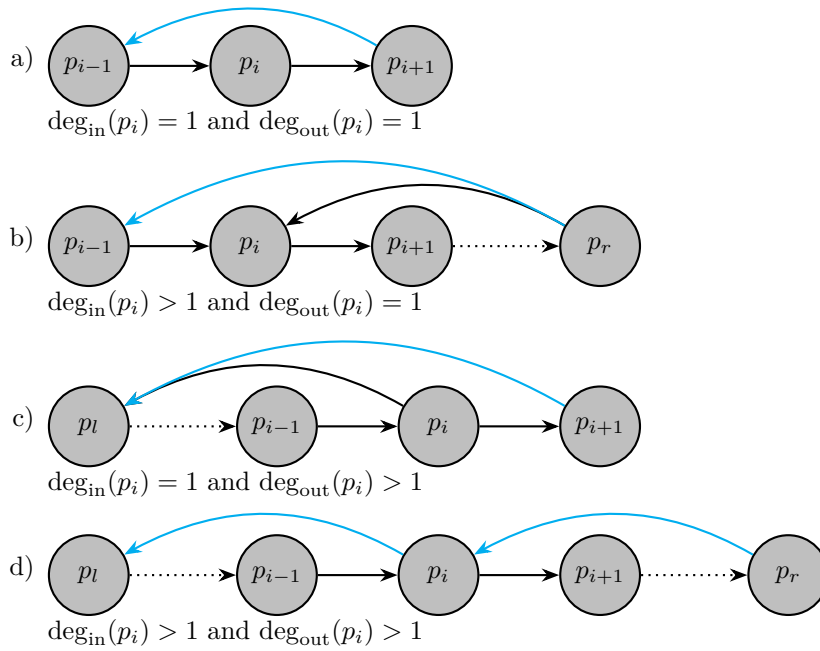 a) p_{i−1} p_i p_{i+1}
deg_in(p_i) = 1 and deg_out(p_i) = 1
b) p_{i−1} p_i p_{i+1} p_r
deg_in(p_i) > 1 and deg_out(p_i) = 1
c) p_l p_{i−1} p_i p_{i+1}
deg_in(p_i) = 1 and deg_out(p_i) > 1
d) p_l p_{i−1} p_i p_{i+1} p_r
deg_in(p_i) > 1 and deg_out(p_i) > 1